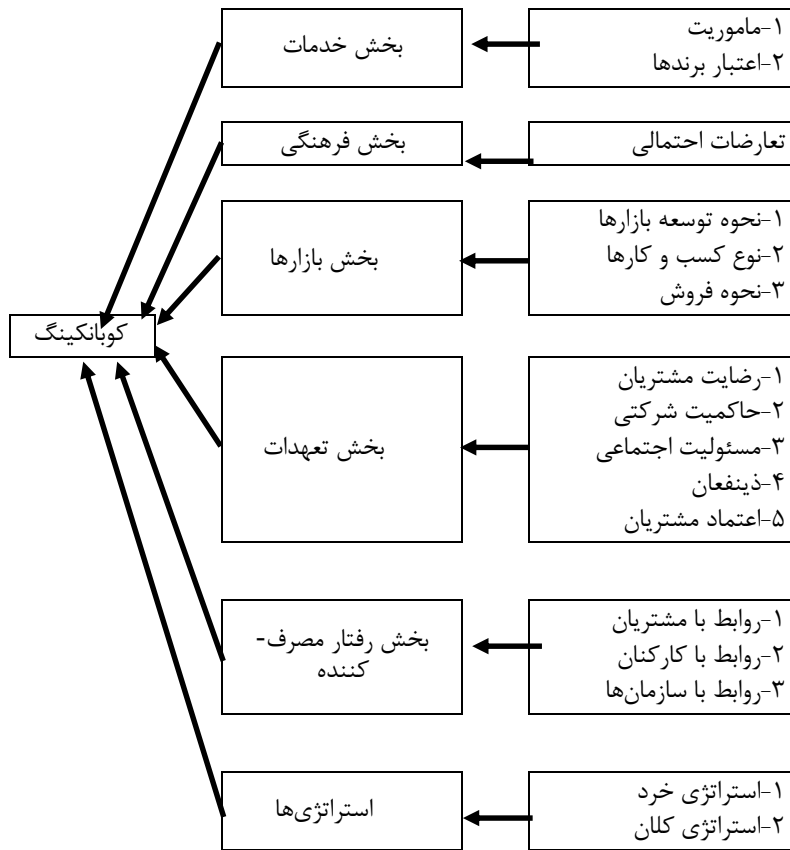 ۱-ماموریت
۲-اعتبار برندها
بخش خدمات
تعارضات احتمالی
بخش فرهنگی
۱-نحوه توسعه بازارها
۲-نوع کسب و کارها
۳-نحوه فروش
بخش بازارها
کوبانکینگ
۱-رضایت مشتریان
۲-حاکمیت شرکتی
۳-مسئولیت اجتماعی
۴-ذینفعان
۵-اعتماد مشتریان
بخش تعهدات
۱-روابط با مشتریان
۲-روابط با کارکنان
۳-روابط با سازمان‌ها
بخش رفتار مصرف-
کننده
۱-استراتژی خرد
۲-استراتژی کلان
استراتژی‌ها